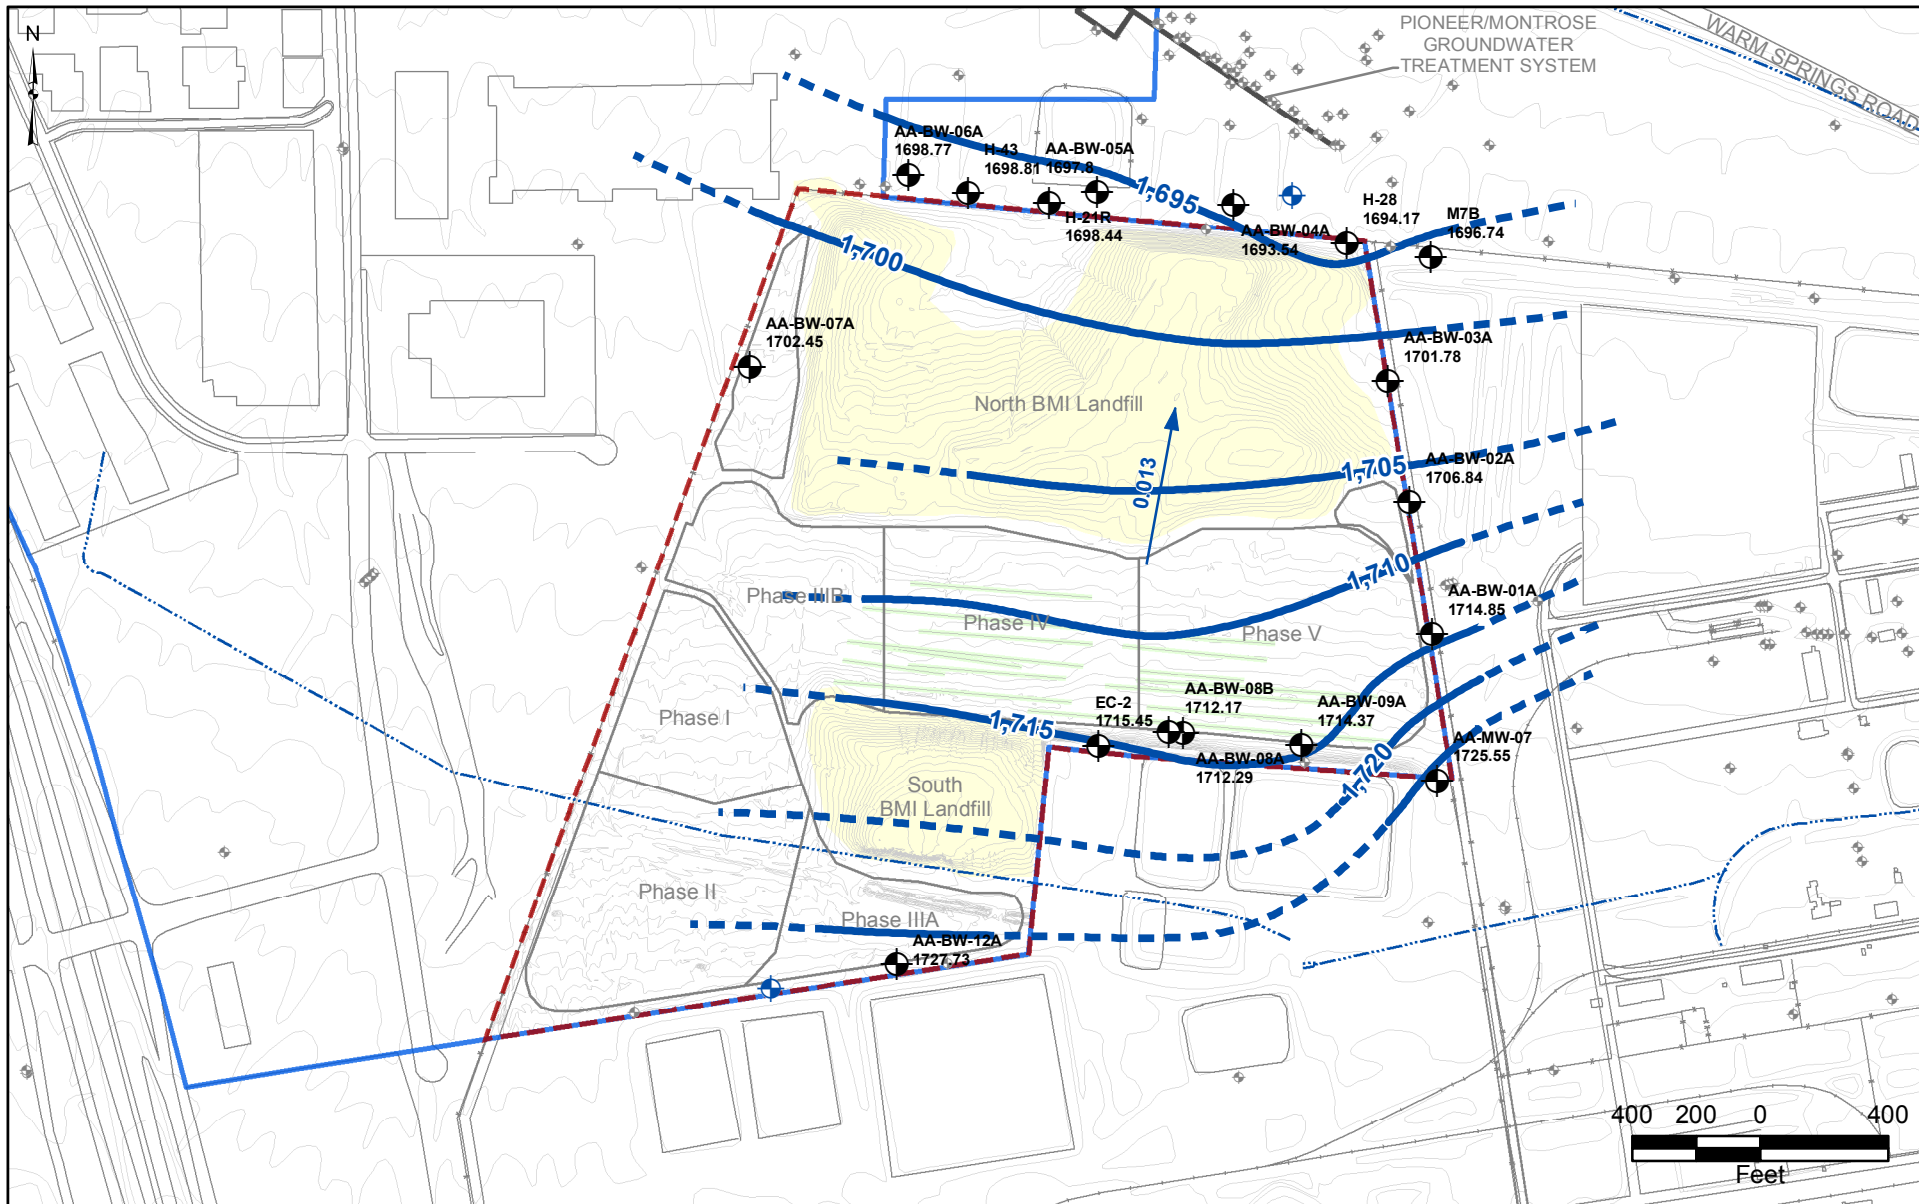 N
PIONEER/MONTROSE
GROUNDWATER
TREATMENT SYSTEM
WARM SPRINGS ROAD
AA-BW-06A
1698.77
H-43
1698.81
AA-BW-05A
1697.8
1,695
H-21R
1698.44
AA-BW-04A
1693.54
H-28
1694.17
M7B
1696.74
1,700
AA-BW-07A
1702.45
AA-BW-03A
1701.78
North BMI Landfill
0.013
1,705
AA-BW-02A
1706.84
1,710
Phase IIIB
Phase IV
Phase V
AA-BW-01A
1714.85
Phase I
1,715
EC-2
1715.45
AA-BW-08B
1712.17
AA-BW-09A
1714.37
AA-BW-08A
1712.29
AA-MW-07
1725.55
1,720
South
BMI Landfill
Phase II
Phase IIIA
AA-BW-12A
1727.73
400 200 0 400
Feet